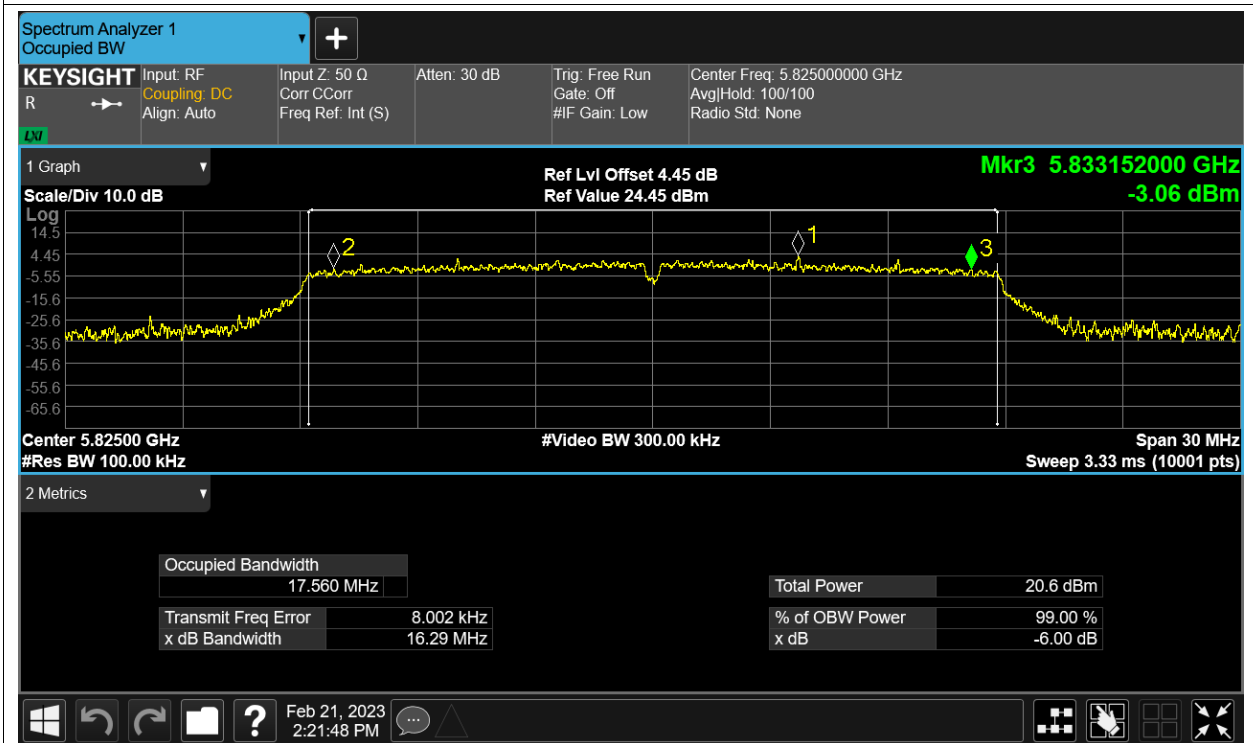 Spectrum Analyzer 1
Occupied BW
KEYSIGHT
R
LXI
Input: RF
Coupling: DC
Align: Auto
Input Z: 50 Ω
Corr CCorr
Freq Ref: Int (S)
Atten: 30 dB
Trig: Free Run
Gate: Off
#IF Gain: Low
Center Freq: 5.825000000 GHz
Avg|Hold: 100/100
Radio Std: None
1 Graph
Scale/Div 10.0 dB
Ref Lvl Offset 4.45 dB
Ref Value 24.45 dBm
Mkr3 5.833152000 GHz
-3.06 dBm
Log
14.5
4.45
-5.55
-15.6
-25.6
-35.6
-45.6
-55.6
-65.6
2
1
3
Center 5.82500 GHz
#Res BW 100.00 kHz
#Video BW 300.00 kHz
Span 30 MHz
Sweep 3.33 ms (10001 pts)
2 Metrics
Occupied Bandwidth
17.560 MHz
Transmit Freq Error 8.002 kHz
x dB Bandwidth 16.29 MHz
Total Power 20.6 dBm
% of OBW Power 99.00 %
x dB -6.00 dB
Feb 21, 2023
2:21:48 PM